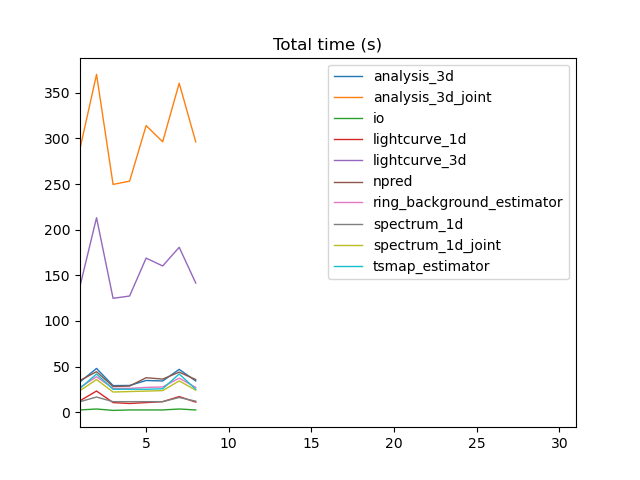 Total time (s)
350
300
250
200
150
100
50
0
analysis_3d
analysis_3d_joint
io
lightcurve_1d
lightcurve_3d
npred
ring_background_estimator
spectrum_1d
spectrum_1d_joint
tsmap_estimator
5 10 15 20 25 30